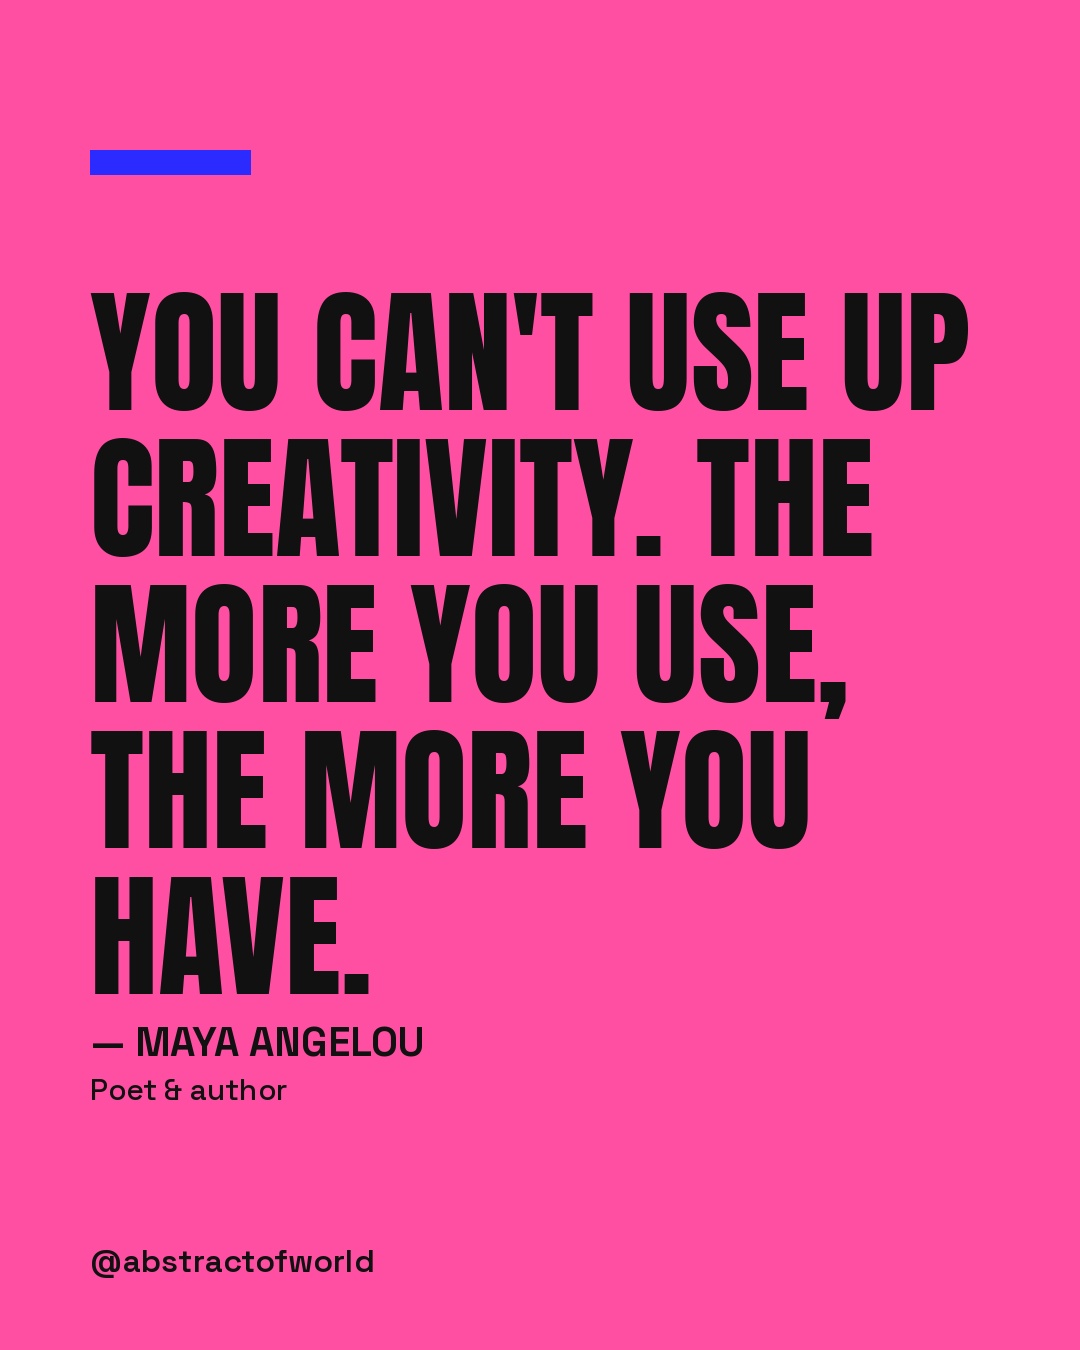 YOU CAN'T USE UP
CREATIVITY. THE
MORE YOU USE,
THE MORE YOU
HAVE.
— MAYA ANGELOU
Poet & author
@abstractofworld